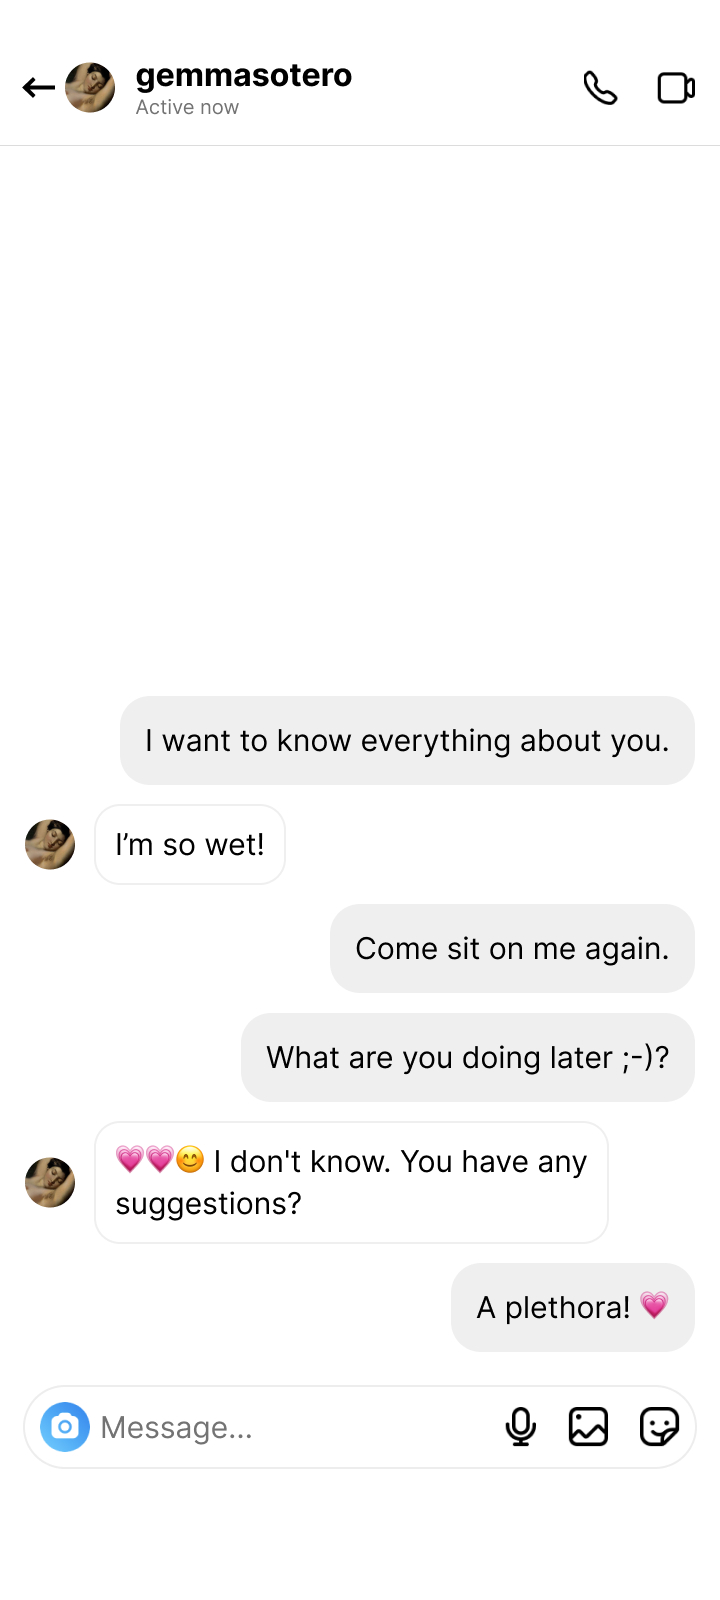 gemmasotero
Active now
I want to know everything about you.
I’m so wet!
Come sit on me again.
What are you doing later ;-)?
💗💗😊 I don't know. You have any
suggestions?
A plethora! 💗
Message...